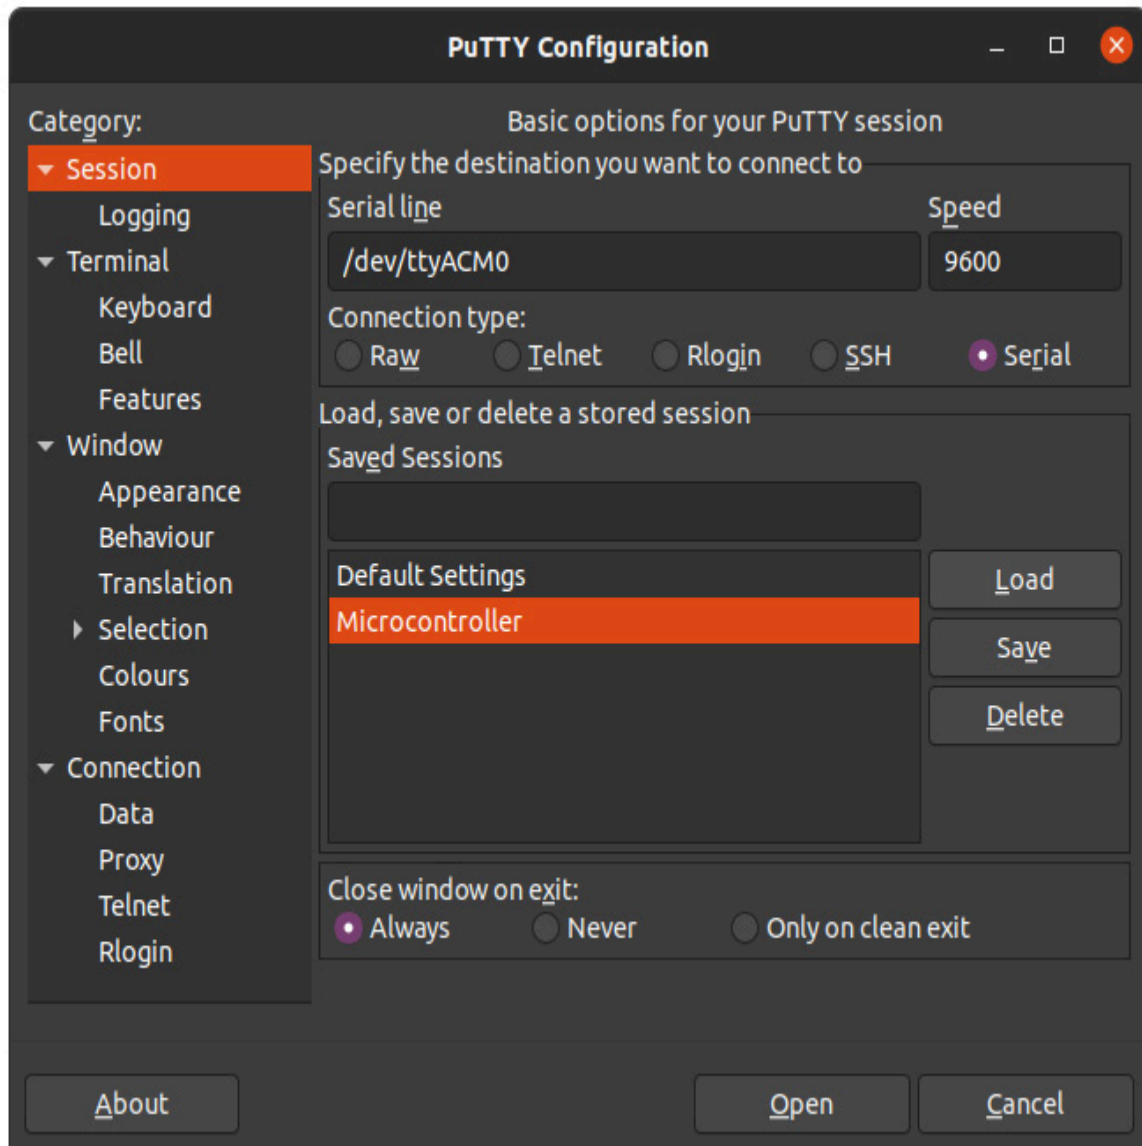 PuTTY Configuration
Category:
Session
Logging
Terminal
Keyboard
Bell
Features
Window
Appearance
Behaviour
Translation
Selection
Colours
Fonts
Connection
Data
Proxy
Telnet
Rlogin
Basic options for your PuTTY session
Specify the destination you want to connect to
Serial line Speed
/dev/ttyACM0 9600
Connection type:
Raw Telnet Rlogin SSH Serial
Load, save or delete a stored session
Saved Sessions
Default Settings
Microcontroller
Load
Save
Delete
Close window on exit:
Always Never Only on clean exit
About Open Cancel